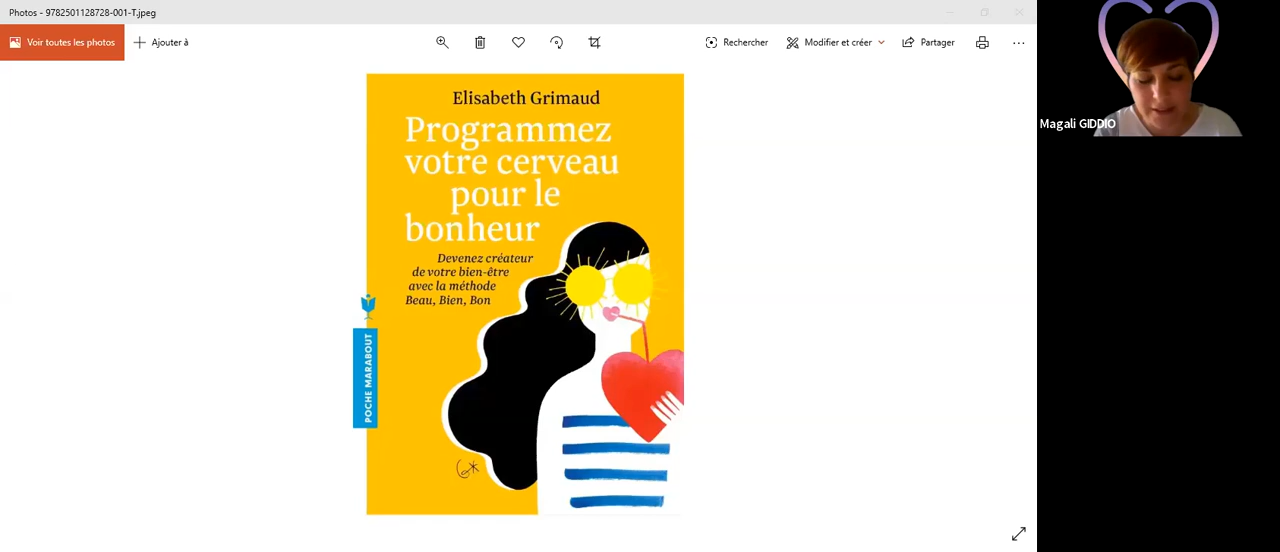 Photos - 9782501128728-001-T.jpeg
Voir toutes les photos
Ajouter à
Rechercher
Modifier et créer
Partager
Magali GIDDIO
Elisabeth Grimaud
Programmez
votre cerveau
pour le
bonheur
Devenez créateur
de votre bien-être
avec la méthode
Beau, Bien, Bon
POCHE MARABOUT